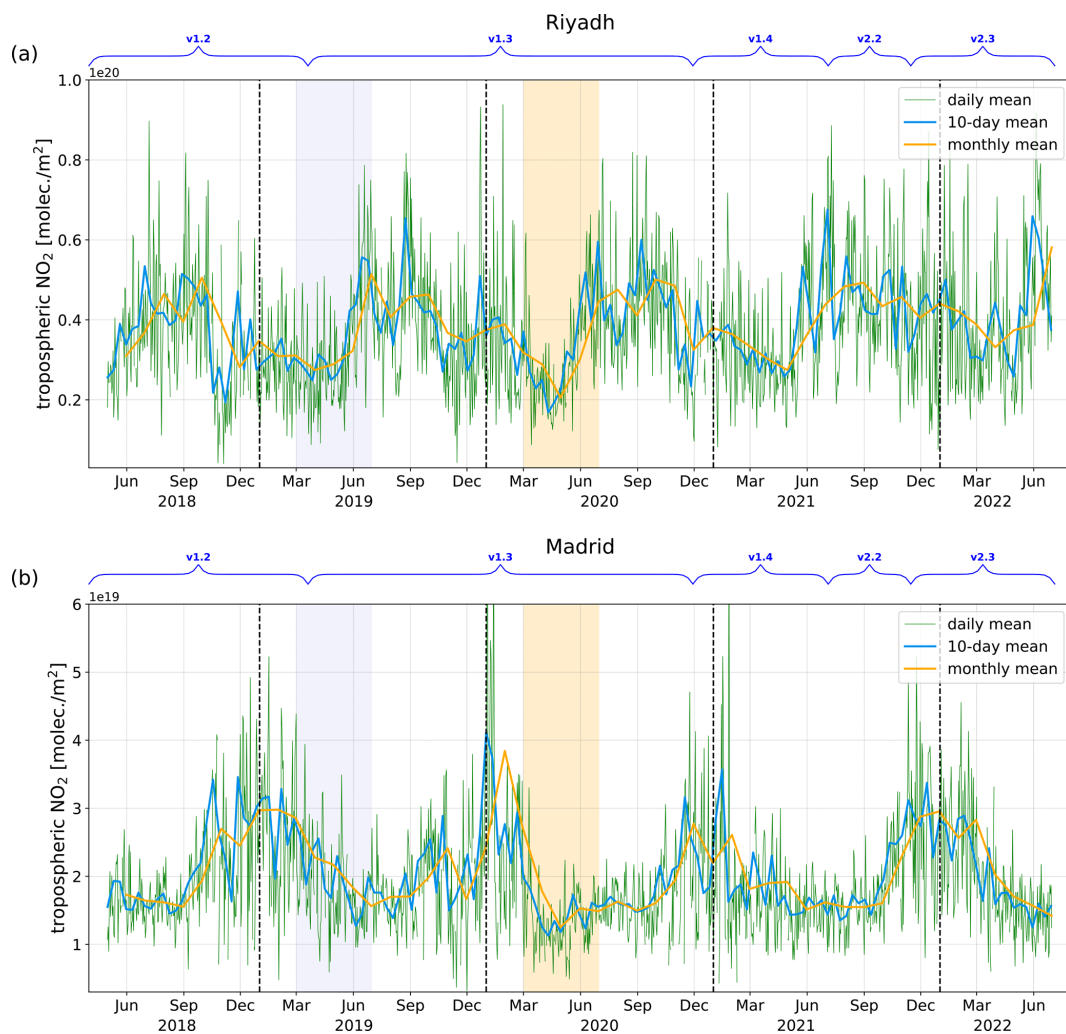 Riyadh
(a)
v1.2 v1.3 v1.4 v2.2 v2.3
1e20
1.0
0.8
0.6
0.4
0.2
tropospheric NO2 [molec./m2]
daily mean
10-day mean
monthly mean
Jun Sep Dec Mar Jun Sep Dec Mar Jun Sep Dec Mar Jun Sep Dec Mar Jun
2018 2019 2020 2021 2022
Madrid
(b)
v1.2 v1.3 v1.4 v2.2 v2.3
1e19
6
5
4
3
2
1
tropospheric NO2 [molec./m2]
daily mean
10-day mean
monthly mean
Jun Sep Dec Mar Jun Sep Dec Mar Jun Sep Dec Mar Jun Sep Dec Mar Jun
2018 2019 2020 2021 2022